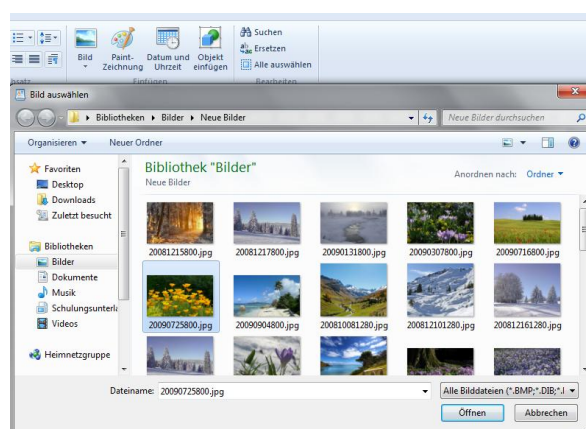 Bild
Paint-
Zeichnung
Datum und
Uhrzeit
Objekt
einfügen
Suchen
Ersetzen
Alle auswählen
Einfügen
Bearbeiten
Bild auswählen
Bibliotheken Bilder Neue Bilder
Neue Bilder durchsuchen
Organisieren Neuer Ordner
Favoriten
Desktop
Downloads
Zuletzt besucht
Bibliotheken
Bilder
Dokumente
Musik
Schulungsunterla
Videos
Heimnetzgruppe
Bibliothek "Bilder"
Neue Bilder
Anordnen nach: Ordner
20081215800.jpg 20081217800.jpg 20090131800.jpg 20090307800.jpg 20090716800.jpg
20090725800.jpg 20090904800.jpg 200810081280.jpg 200812101280.jpg 200812161280.jpg
Dateiname: 20090725800.jpg
Alle Bilddateien (*.BMP;*.DIB;*.I
Öffnen Abbrechen